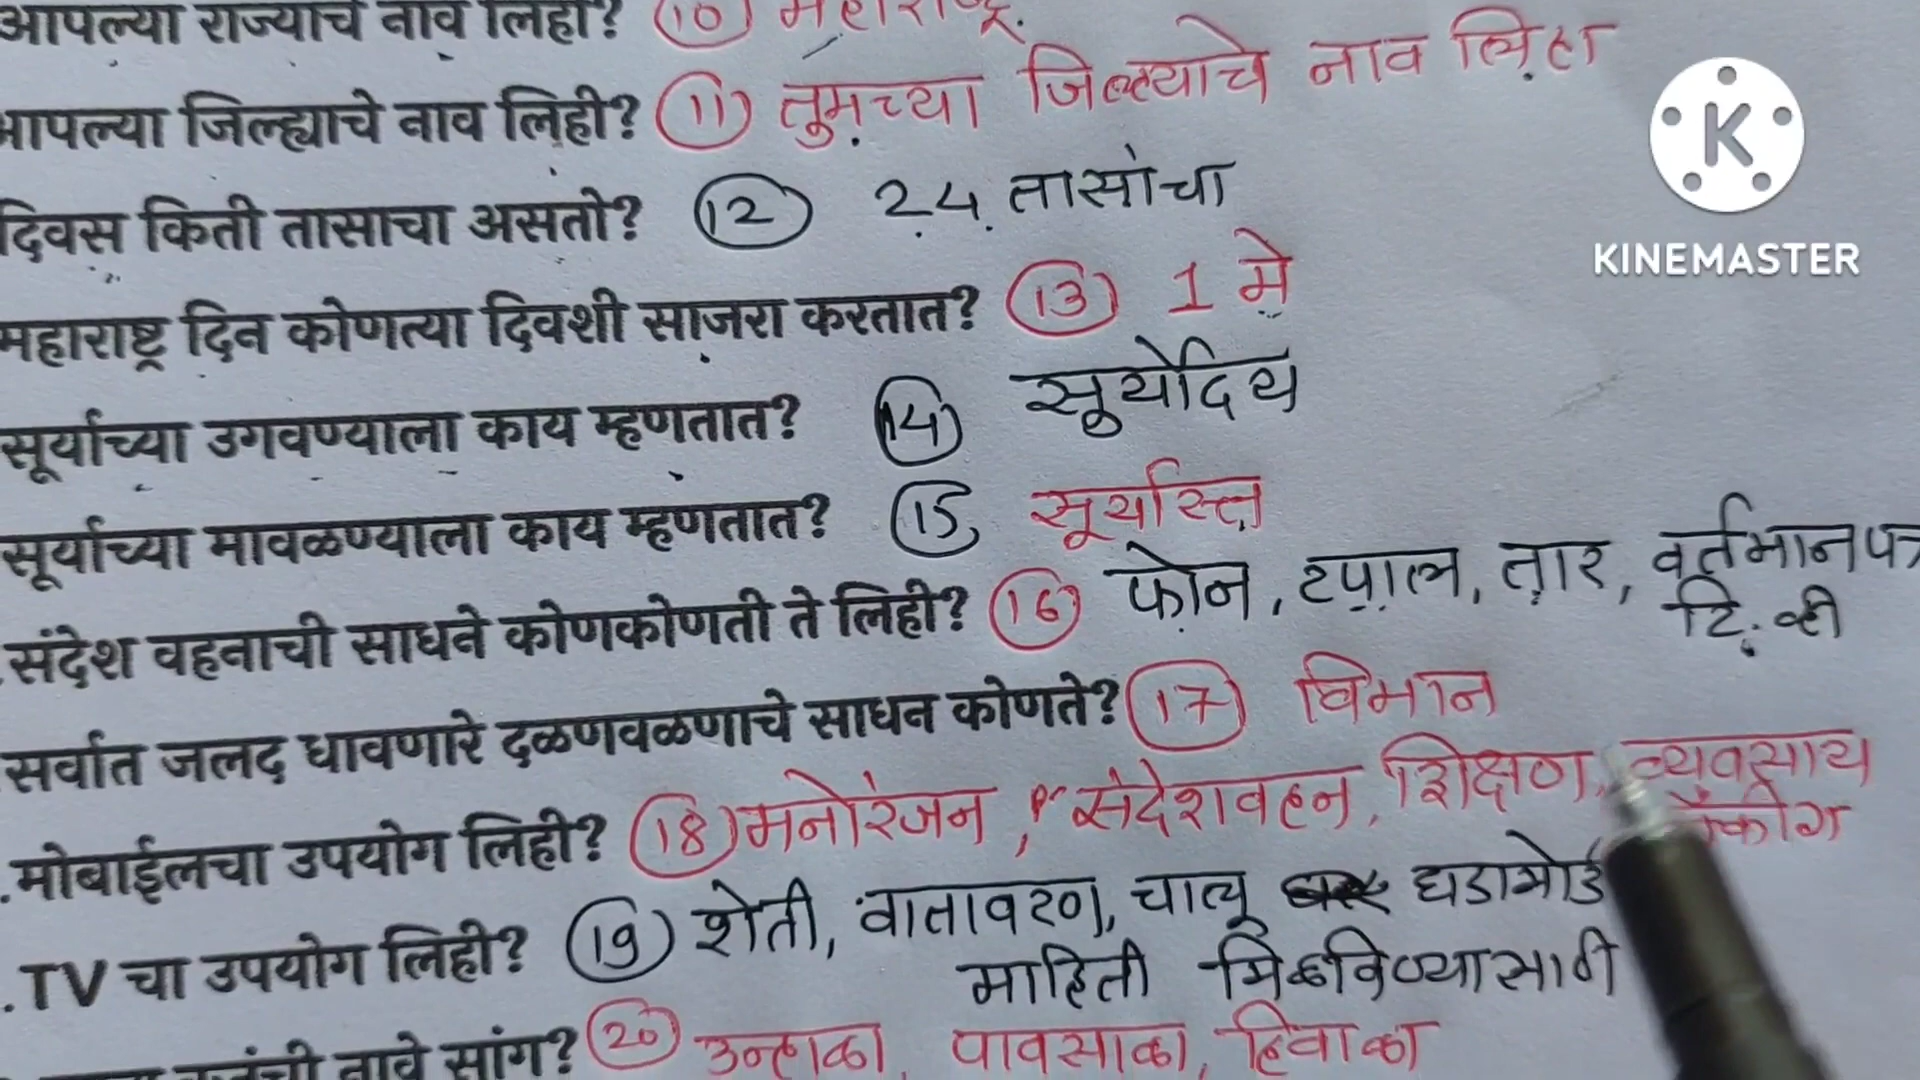 आपल्या राज्याचे नाव लिही? (10) महाराष्ट्र.
आपल्या जिल्ह्याचे नाव लिही? (11) तुमच्या जिल्ह्याचे नाव लिहा
दिवस किती तासाचा असतो? (12) 24 तासांचा
महाराष्ट्र दिन कोणत्या दिवशी साजरा करतात? (13) 1 मे
सूर्याच्या उगवण्याला काय म्हणतात? (14) सूर्योदय
सूर्याच्या मावळण्याला काय म्हणतात? (15) सूर्यास्त
संदेश वहनाची साधने कोणकोणती ते लिही? (16) फोन, टपाल, तार, वर्तमानपत्र
टि. व्ही
सर्वात जलद धावणारे दळणवळणाचे साधन कोणते? (17) विमान
.मोबाईलचा उपयोग लिही? (18) मनोरंजन, संदेशवहन, शिक्षण, व्यवसाय
.TV चा उपयोग लिही? (19) शेती, वातावरण, चालू घडामोडी
माहिती मिळविण्यासाठी
नावे सांग? (20) उन्हाळा, पावसाळा, हिवाळा
K
KINEMASTER